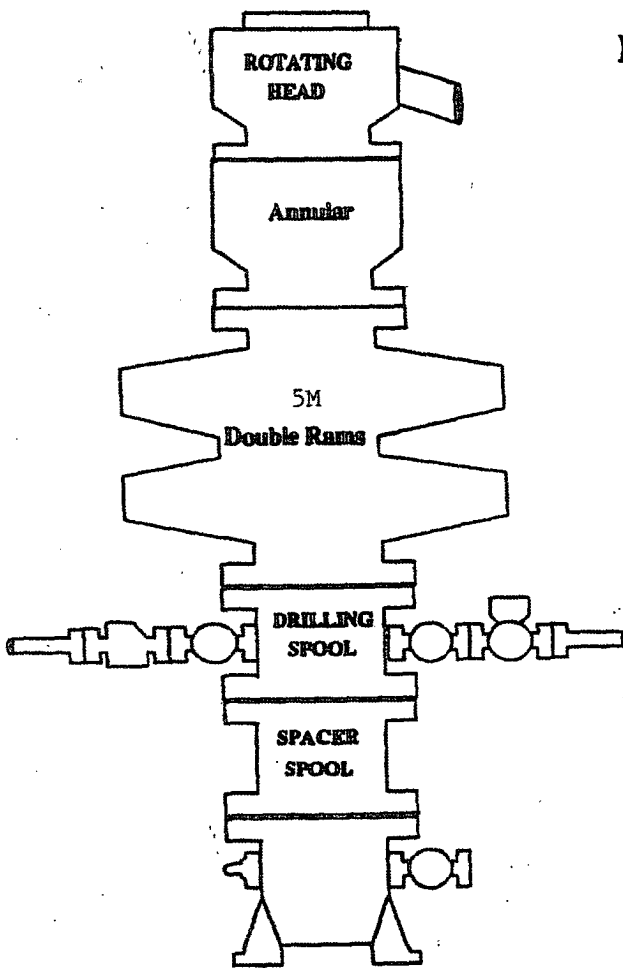 ROTATING
HEAD
Annular
5M
Double Rams
DRILLING
SPOOL
SPACER
SPOOL